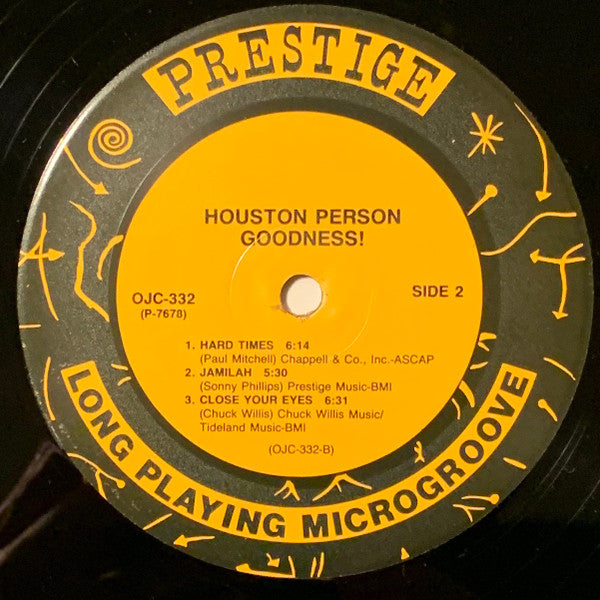 PRESTIGE
HOUSTON PERSON
GOODNESS!
OJC-332
(P-7678)
SIDE 2
1. HARD TIMES 6:14
(Paul Mitchell) Chappell & Co., Inc.-ASCAP
2. JAMILAH 5:30
(Sonny Phillips) Prestige Music-BMI
3. CLOSE YOUR EYES 6:31
(Chuck Willis) Chuck Willis Music/
Tideland Music-BMI
(OJC-332-B)
LONG PLAYING MICROGROOVE